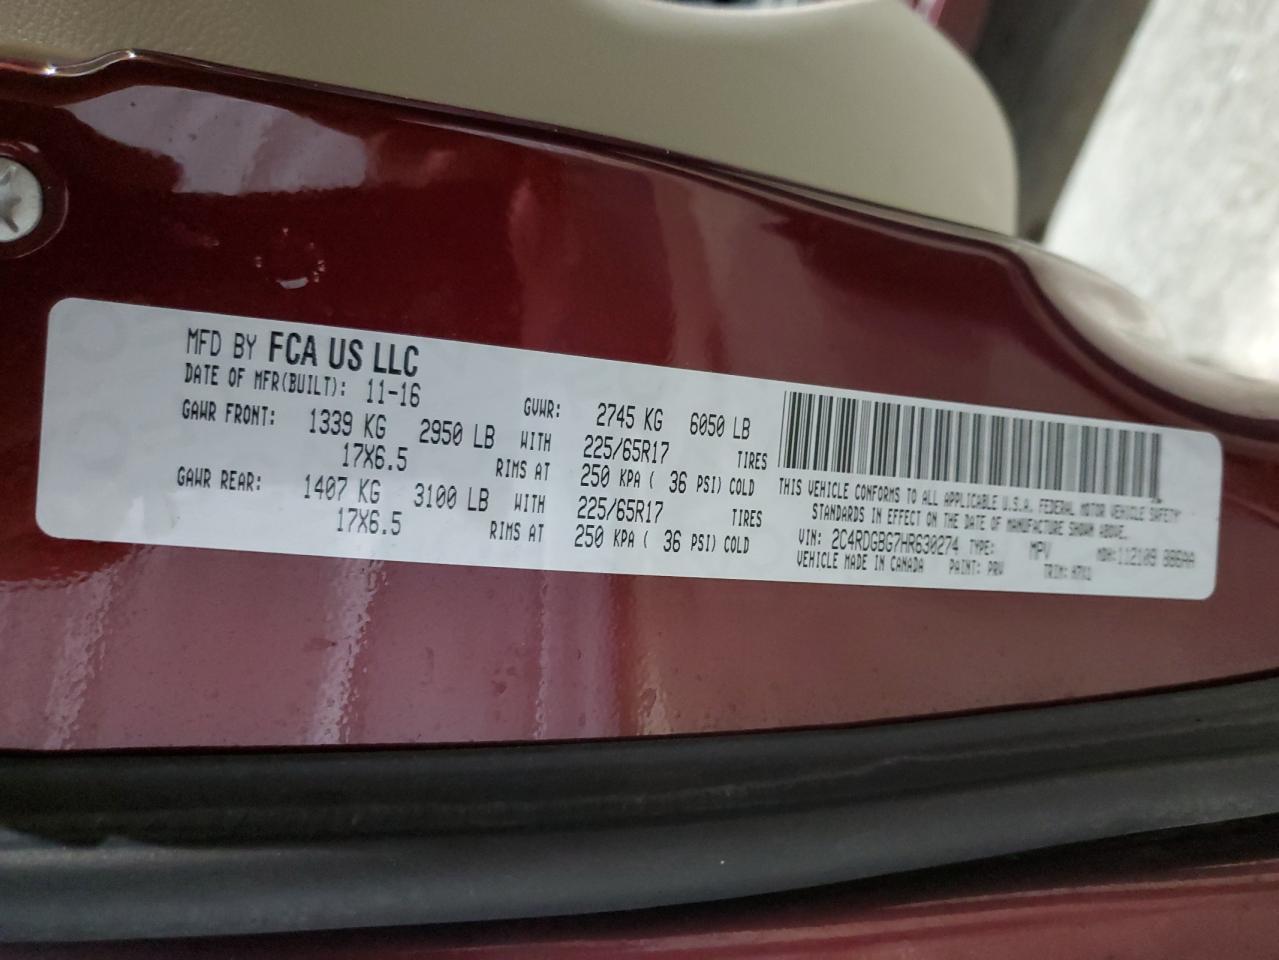 MFD BY FCA US LLC
DATE OF MFR(BUILT): 11-16 GVWR: 2745 KG 6050 LB
GAWR FRONT: 1339 KG 2950 LB WITH 225/65R17 TIRES
17X6.5 RIMS AT 250 KPA ( 36 PSI) COLD
GAWR REAR: 1407 KG 3100 LB WITH 225/65R17 TIRES
17X6.5 RIMS AT 250 KPA ( 36 PSI) COLD
THIS VEHICLE CONFORMS TO ALL APPLICABLE U.S.A. FEDERAL MOTOR VEHICLE SAFETY
STANDARDS IN EFFECT ON THE DATE OF MANUFACTURE SHOWN ABOVE.
VIN: 2C4RDGBG7HR630274 TYPE: MPV MDH:
VEHICLE MADE IN CANADA PAINT: PRV TRIM: